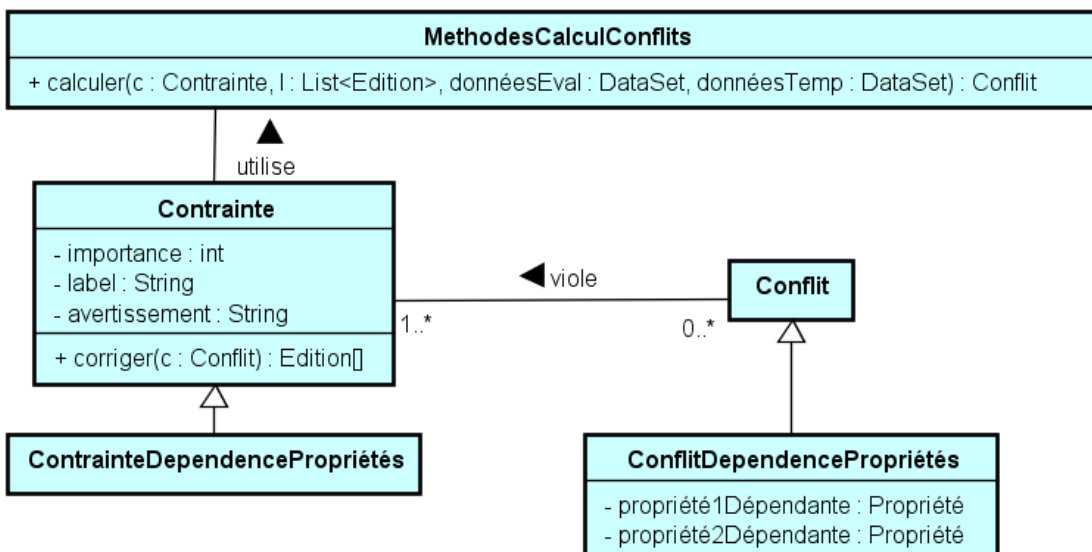 MethodesCalculConflits
+ calculer(c : Contrainte, l : List<Edition>, donnéesEval : DataSet, donnéesTemp : DataSet) : Conflit
utilise
Contrainte
- importance : int
- label : String
- avertissement : String
+ corriger(c : Conflit) : Edition[]
viole
1..*
0..*
Conflit
ContrainteDependencePropriétés
ConflitDependencePropriétés
- propriété1Dépendante : Propriété
- propriété2Dépendante : Propriété